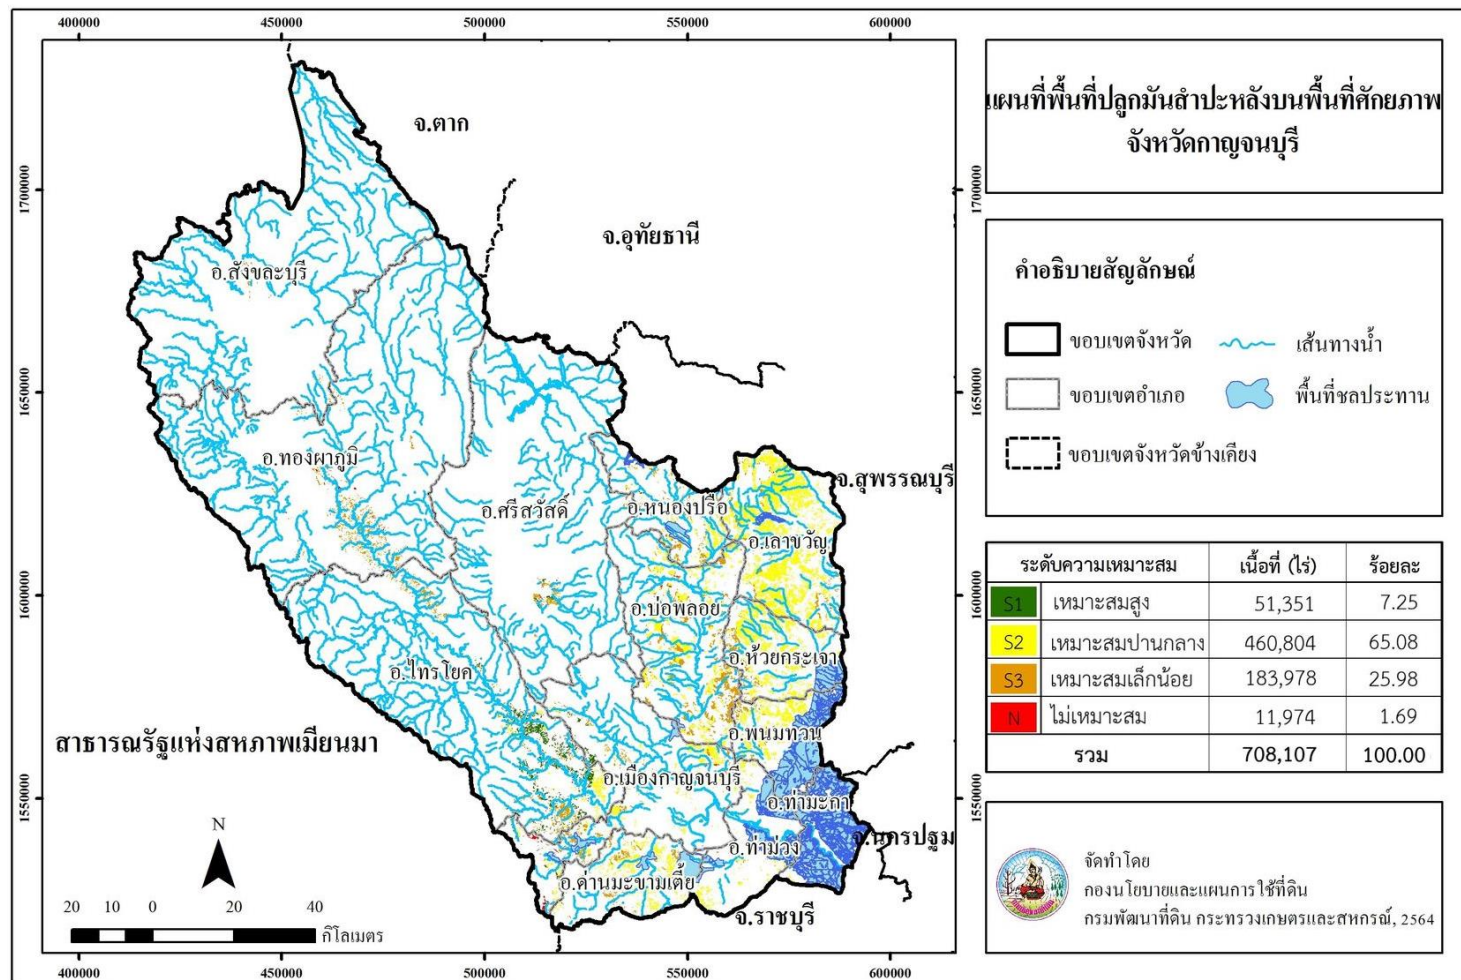 400000 450000 500000 550000 600000
1700000
1650000
1600000
1550000
1700000
1650000
1600000
1550000
จ.ตาก
จ.อุทัยธานี
อ.สังขละบุรี
อ.ทองผาภูมิ
อ.ศรีสวัสดิ์
อ.หนองปรือ
จ.สุพรรณบุรี
อ.เลาขวัญ
อ.บ่อพลอย
อ.ห้วยกระเจา
อ.ไทรโยค
อ.พนมทวน
สาธารณรัฐแห่งสหภาพเมียนมา
อ.เมืองกาญจนบุรี
อ.ท่ามะกา
อ.ท่าม่วง
จ.นครปฐม
อ.ด่านมะขามเตี้ย
จ.ราชบุรี
N
20 10 0 20 40
กิโลเมตร
400000 450000 500000 550000 600000
แผนที่พื้นที่ปลูกมันสำปะหลังบนพื้นที่ศักยภาพ
จังหวัดกาญจนบุรี
คำอธิบายสัญลักษณ์
ขอบเขตจังหวัด เส้นทางน้ำ
ขอบเขตอำเภอ พื้นที่ชลประทาน
ขอบเขตจังหวัดข้างเคียง
ระดับความเหมาะสม เนื้อที่ (ไร่) ร้อยละ
S1 เหมาะสมสูง 51,351 7.25
S2 เหมาะสมปานกลาง 460,804 65.08
S3 เหมาะสมเล็กน้อย 183,978 25.98
N ไม่เหมาะสม 11,974 1.69
รวม 708,107 100.00
จัดทำโดย
กองนโยบายและแผนการใช้ที่ดิน
กรมพัฒนาที่ดิน กระทรวงเกษตรและสหกรณ์, 2564